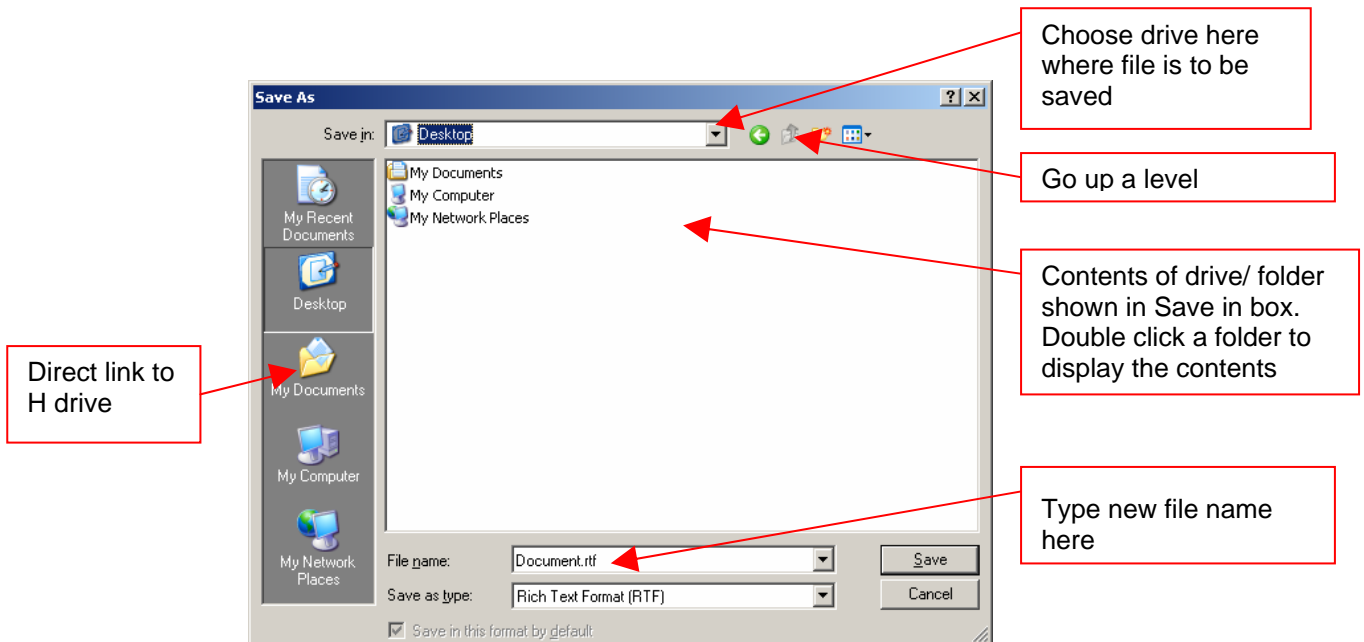 Choose drive here
where file is to be
saved
Save As
Save in:
Desktop
Go up a level
My Documents
My Computer
My Network Places
My Recent
Documents
Desktop
Contents of drive/ folder
shown in Save in box.
Double click a folder to
display the contents
Direct link to
H drive
My Documents
My Computer
Type new file name
here
My Network
Places
File name:
Document.rtf
Save
Save as type:
Rich Text Format (RTF)
Cancel
Save in this format by default